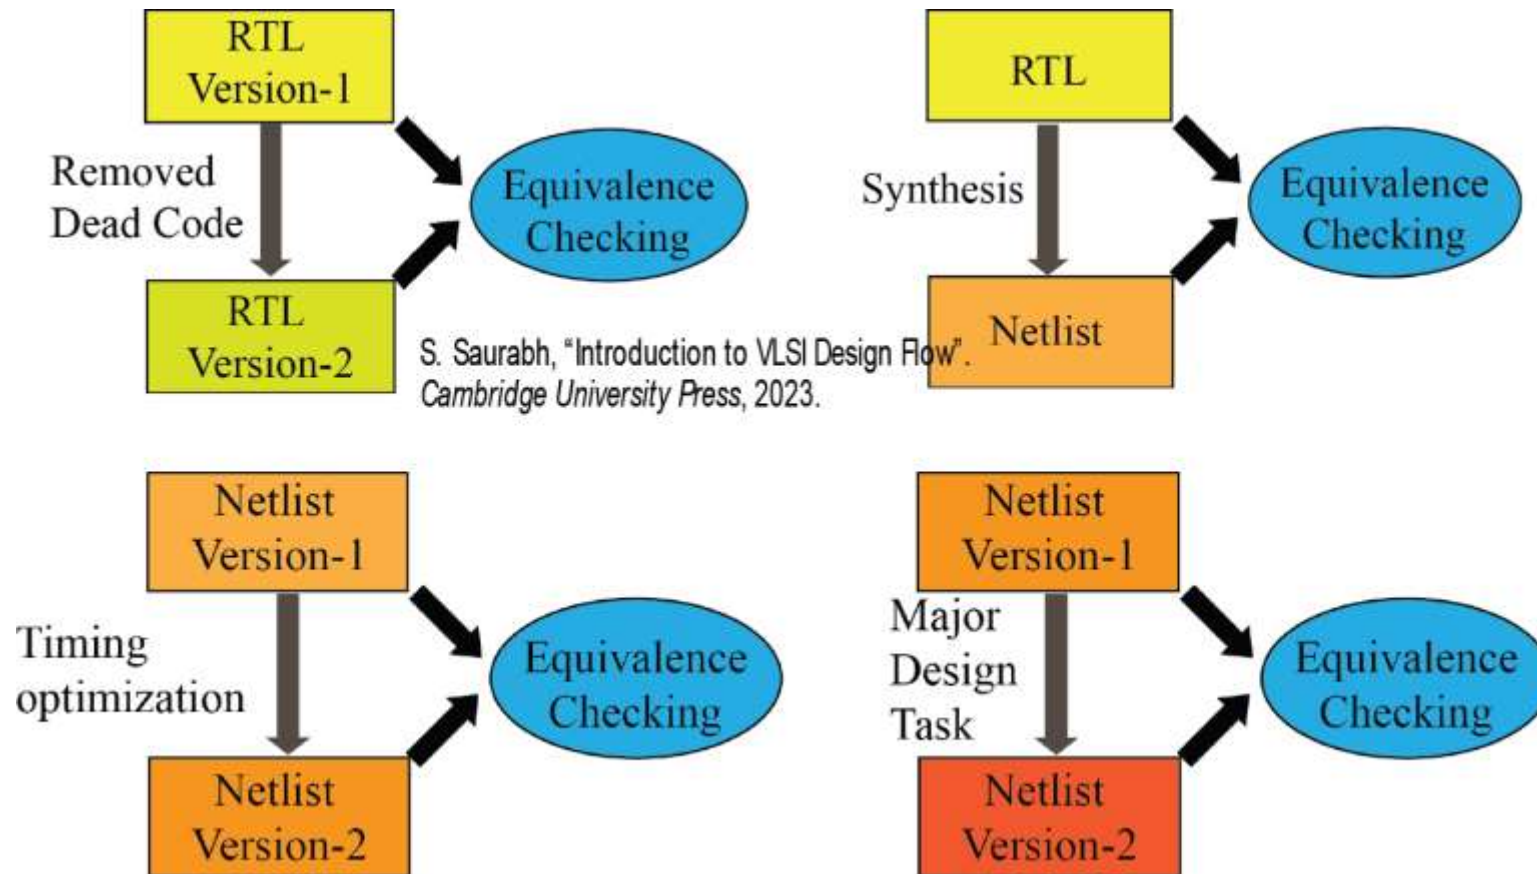 RTL
Version-1
Removed
Dead Code
Equivalence
Checking
RTL
Version-2
RTL
Synthesis
Equivalence
Checking
Netlist
S. Saurabh, “Introduction to VLSI Design Flow”.
Cambridge University Press, 2023.
Netlist
Version-1
Timing
optimization
Equivalence
Checking
Netlist
Version-2
Netlist
Version-1
Major
Design
Task
Equivalence
Checking
Netlist
Version-2